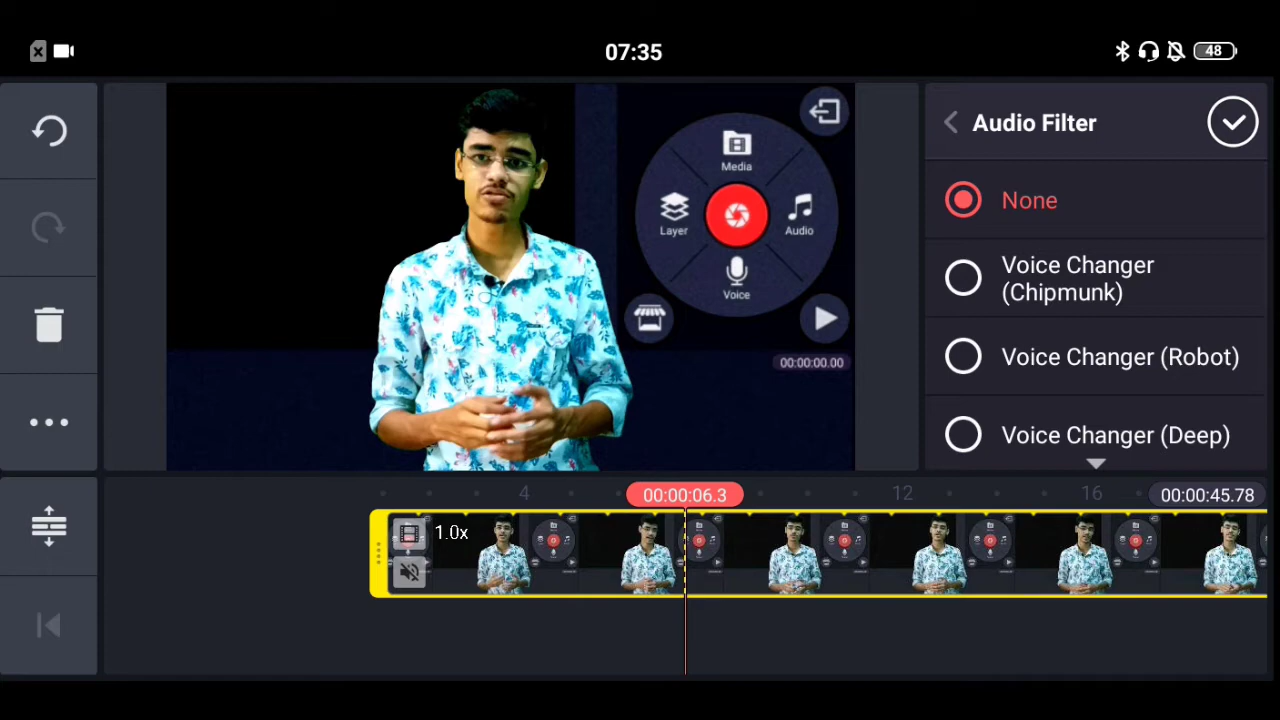 07:35
48
Audio Filter
None
Voice Changer
(Chipmunk)
Voice Changer (Robot)
Voice Changer (Deep)
Media
Layer
Audio
Voice
00:00:00.00
4
00:00:06.3
12
16
00:00:45.78
1.0x